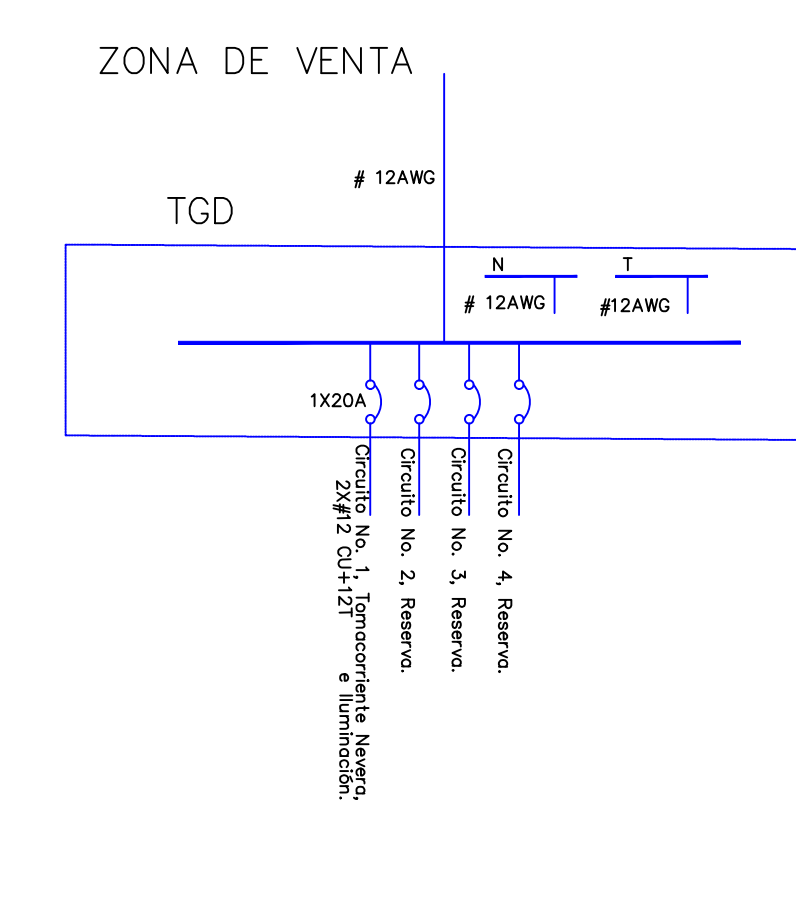 ZONA DE VENTA
# 12AWG
TGD
N
T
# 12AWG
#12AWG
1X20A
Circuito No. 1, Tomacorriente Nevera,
e Iluminación.
2X#12 CU+12T
Circuito No. 2, Reserva.
Circuito No. 3, Reserva.
Circuito No. 4, Reserva.